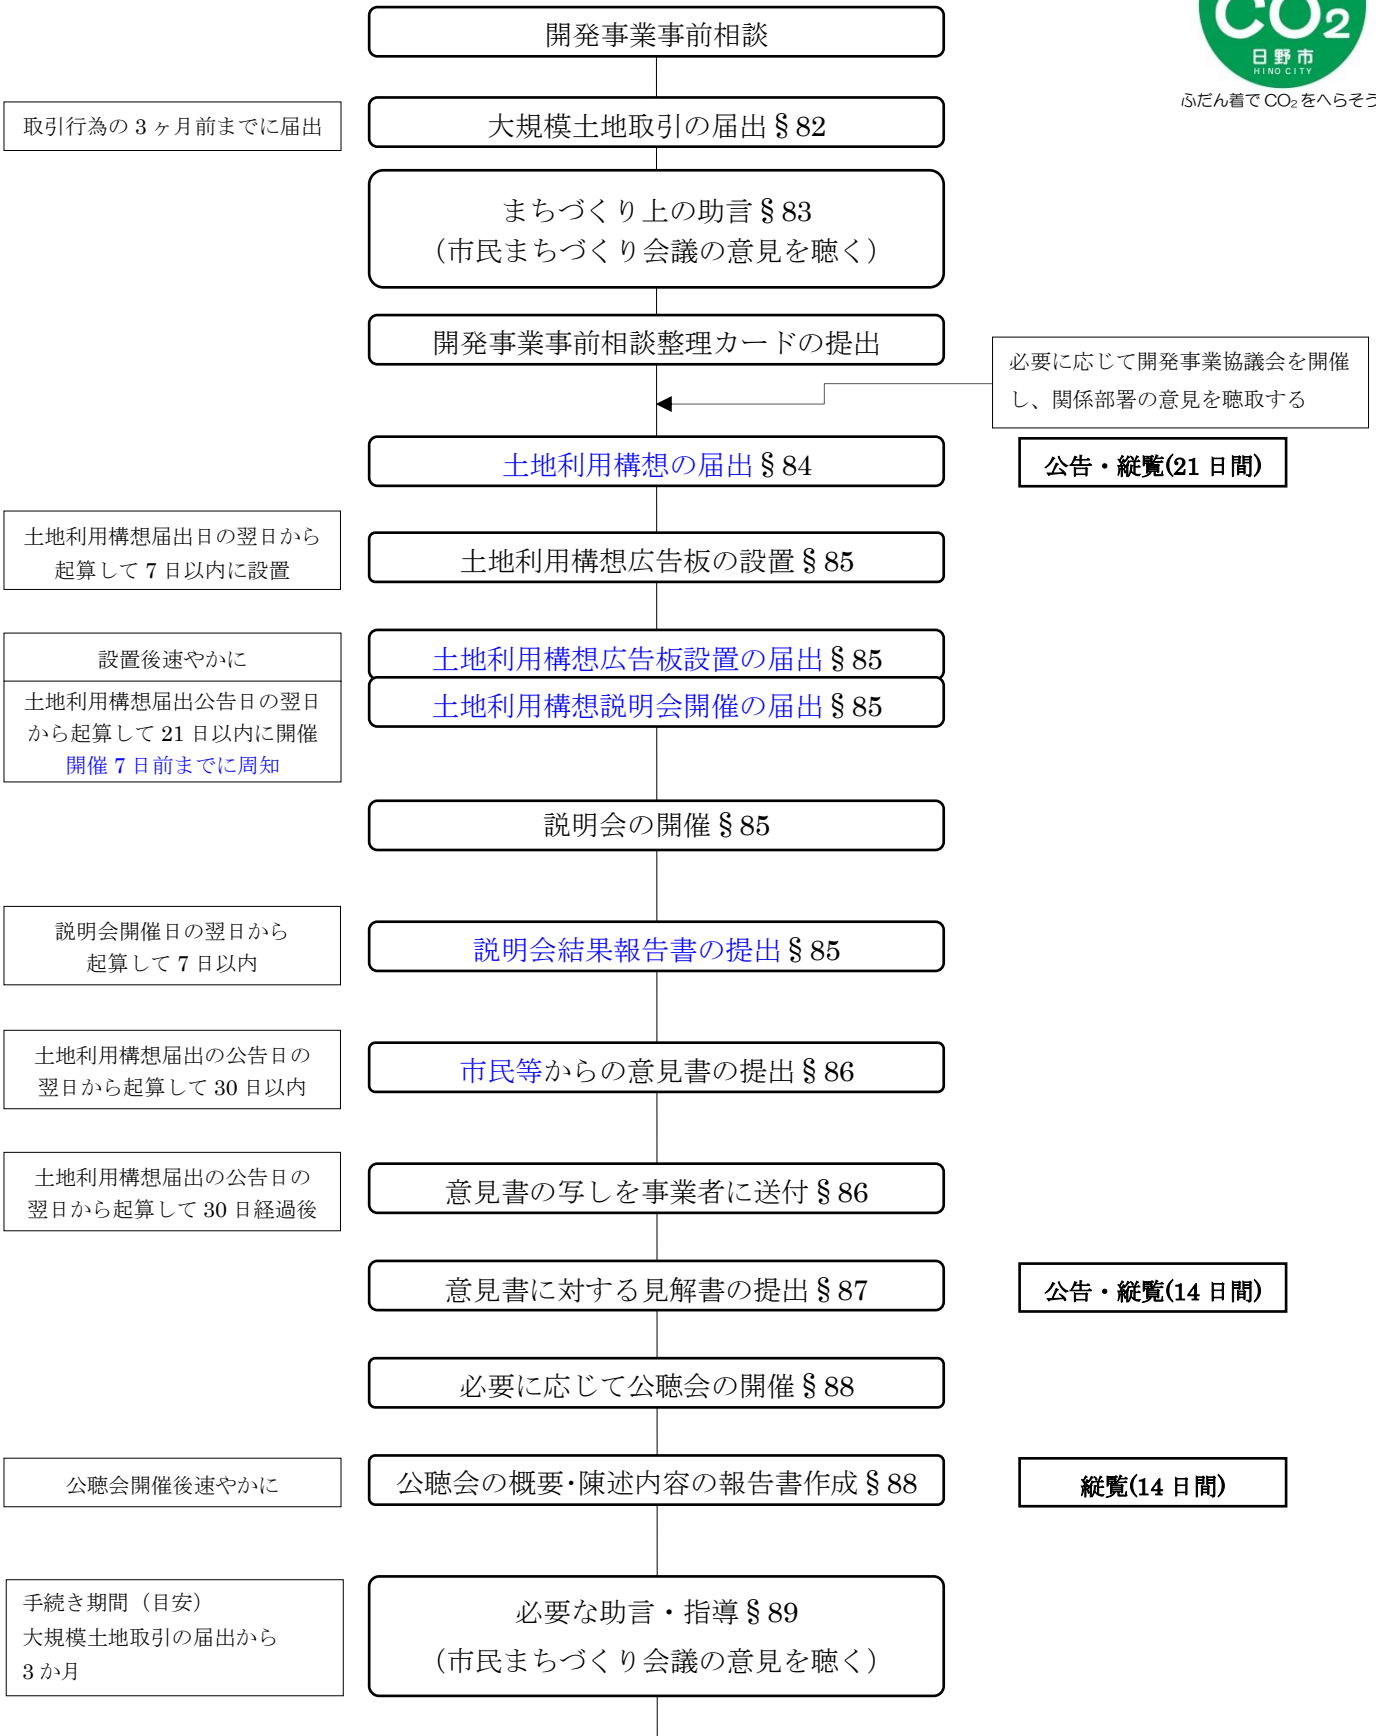 開発事業事前相談
CO2
日野市
HINO CITY
ふだん着でCO₂をへらそう
取引行為の 3 ヶ月前までに届出
大規模土地取引の届出§82
まちづくり上の助言§83
（市民まちづくり会議の意見を聴く）
開発事業事前相談整理カードの提出
必要に応じて開発事業協議会を開催
し、関係部署の意見を聴取する
土地利用構想の届出§84
公告・縦覧(21 日間)
土地利用構想届出日の翌日から
起算して 7 日以内に設置
土地利用構想広告板の設置§85
設置後速やかに
土地利用構想広告板設置の届出§85
土地利用構想届出公告日の翌日
から起算して 21 日以内に開催
開催 7 日前までに周知
土地利用構想説明会開催の届出§85
説明会の開催§85
説明会開催日の翌日から
起算して 7 日以内
説明会結果報告書の提出§85
土地利用構想届出の公告日の
翌日から起算して 30 日以内
市民等からの意見書の提出§86
土地利用構想届出の公告日の
翌日から起算して 30 日経過後
意見書の写しを事業者に送付§86
意見書に対する見解書の提出§87
公告・縦覧(14 日間)
必要に応じて公聴会の開催§88
公聴会開催後速やかに
公聴会の概要・陳述内容の報告書作成§88
縦覧(14 日間)
手続き期間（目安）
大規模土地取引の届出から
3 か月
必要な助言・指導§89
（市民まちづくり会議の意見を聴く）